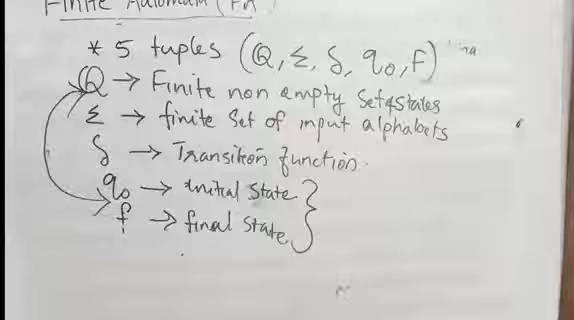 Finite Automata (FA)
* 5 tuples (Q, Σ, δ, q0, f)
Q → Finite non empty Set of States
Σ → finite Set of input alphabets
δ → Transition function.
q0 → initial State
f → final State